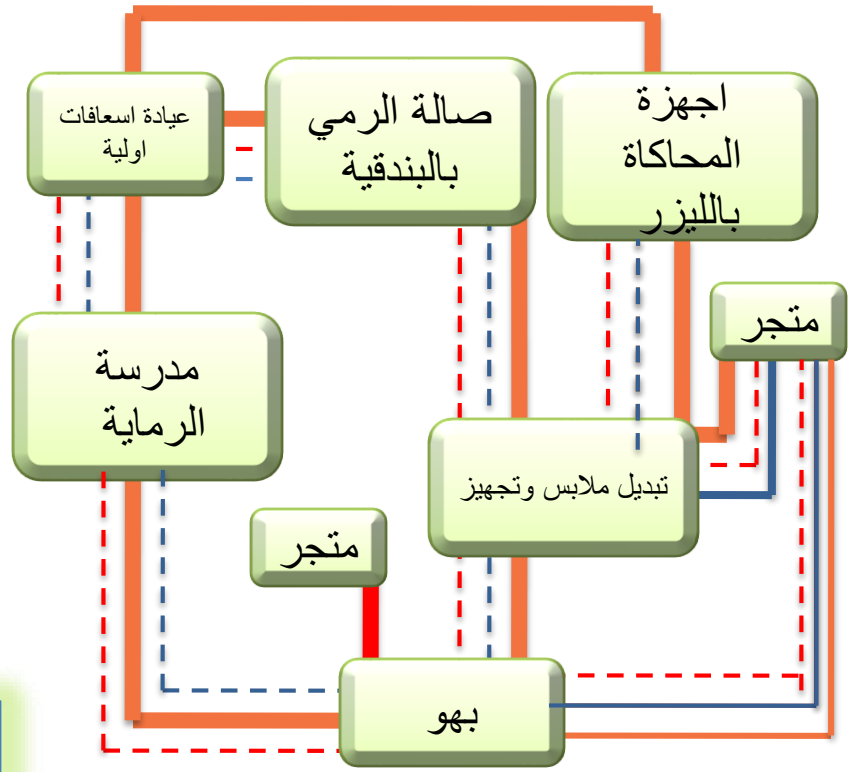 عيادة اسعافات
اولية
صالة الرمي
بالبندقية
اجهزة
المحاكاة
بالليزر
متجر
مدرسة
الرماية
تبديل ملابس وتجهيز
متجر
بهو